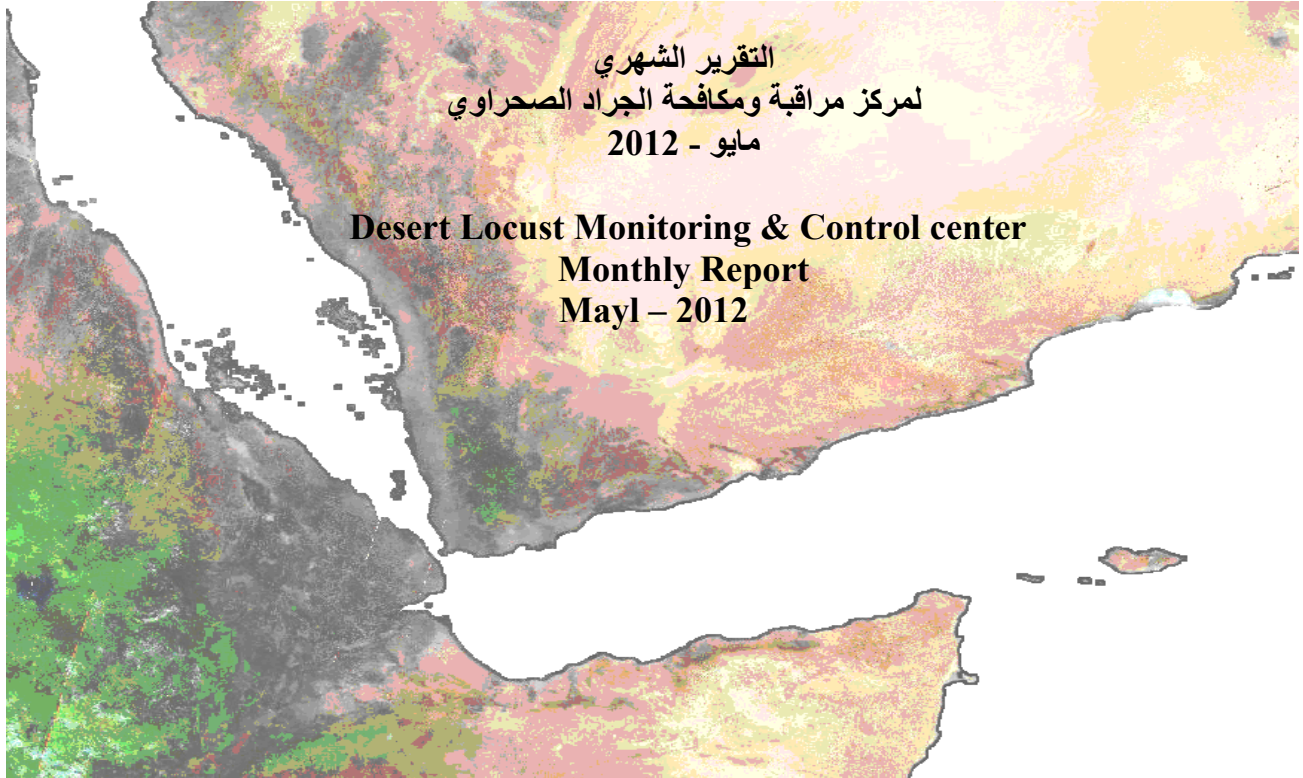 التقرير الشهري
لمركز مراقبة ومكافحة الجراد الصحراوي
مايو - 2012
Desert Locust Monitoring & Control center
Monthly Report
Mayl – 2012